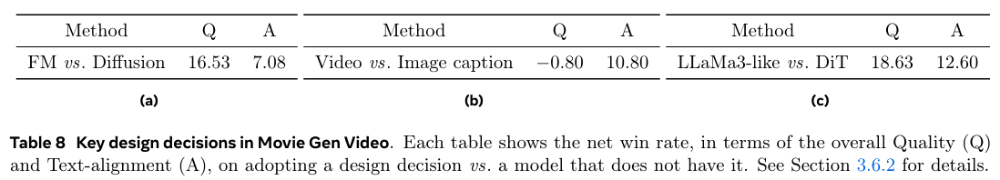 Method Q A
FM vs. Diffusion 16.53 7.08
(a)
Method Q A
Video vs. Image caption −0.80 10.80
(b)
Method Q A
LLaMa3-like vs. DiT 18.63 12.60
(c)
Table 8 Key design decisions in Movie Gen Video. Each table shows the net win rate, in terms of the overall Quality (Q)
and Text-alignment (A), on adopting a design decision vs. a model that does not have it. See Section 3.6.2 for details.